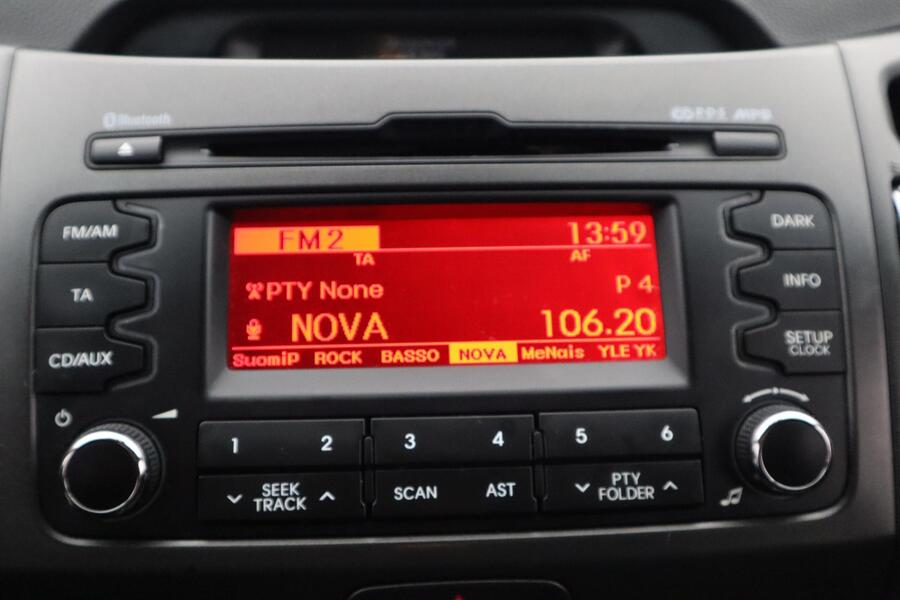 Bluetooth
RDS MP3
FM/AM
TA
CD/AUX
FM2 13:59
TA AF
PTY None P 4
NOVA 106.20
SuomiP ROCK BASSO NOVA MeNais YLE YK
DARK
INFO
SETUP
CLOCK
1 2 3 4 5 6
SEEK
TRACK
SCAN AST
PTY
FOLDER